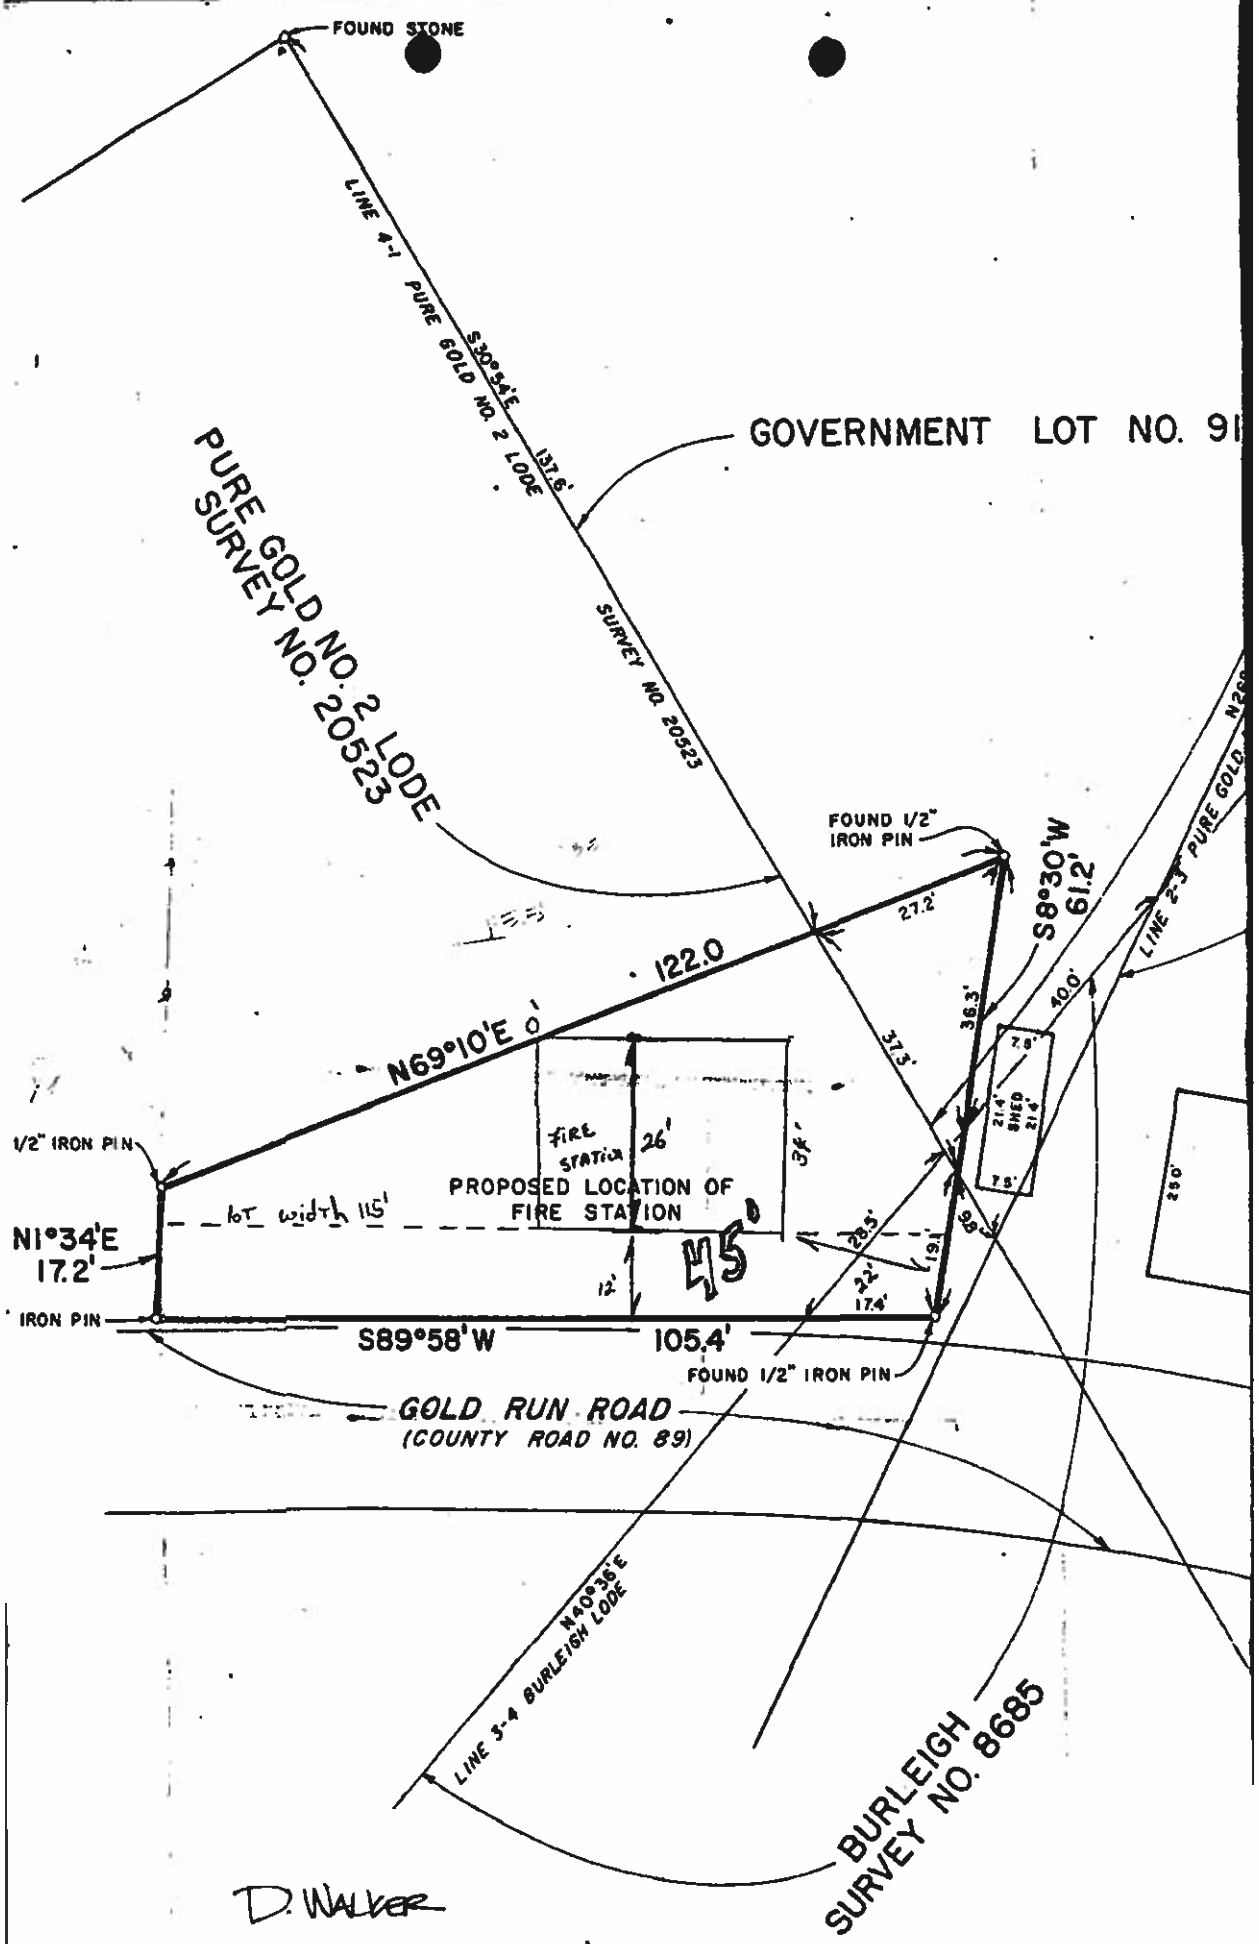 FOUND STONE
LINE 4-1 PURE GOLD NO. 2 LODE
S30°54'E
137.6'
GOVERNMENT LOT NO. 91
PURE GOLD NO. 2 LODE
SURVEY NO. 20523
SURVEY NO. 20523
FOUND 1/2"
IRON PIN
27.2'
S8°30'W
61.2'
LINE 2-3 PURE GOLD
122.0
N69°10'E
0'
36.3'
40.0'
37.3'
7.5'
21.4'
SHED
21.4'
7.5'
1/2" IRON PIN
FIRE
STATION
26'
PROPOSED LOCATION OF
FIRE STATION
lot width 115'
45'
N1°34'E
17.2'
12'
28.5'
22'
19.1'
9.8'
17.4'
25.0'
IRON PIN
S89°58'W 105.4'
FOUND 1/2" IRON PIN
GOLD RUN ROAD
(COUNTY ROAD NO. 89)
N40°36'E
LINE 3-4 BURLEIGH LODE
BURLEIGH
SURVEY NO. 8685
D. WALKER